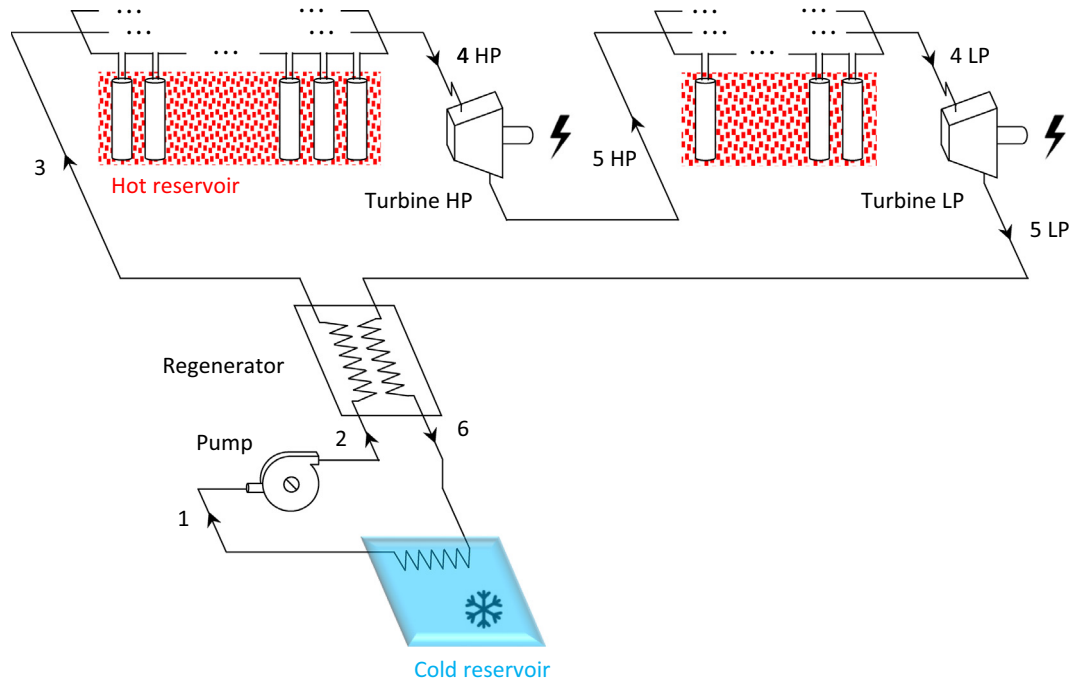 4 HP
4 LP
3
5 HP
Hot reservoir
Turbine HP
Turbine LP
5 LP
Regenerator
2
6
Pump
1
Cold reservoir